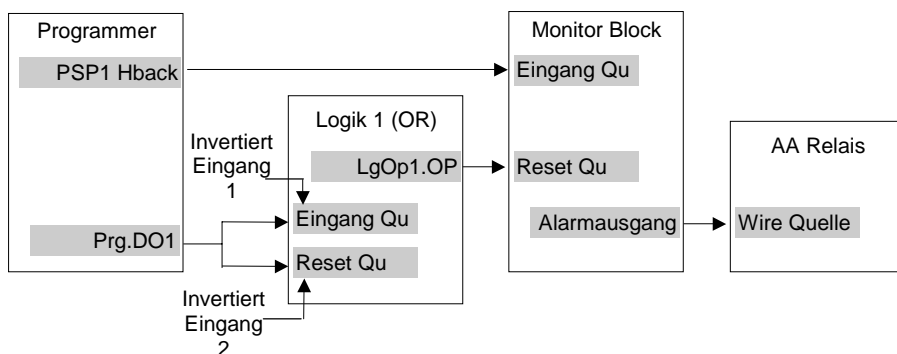 Programmer
PSP1 Hback
Prg.DO1
Invertiert
Eingang
1
Logik 1 (OR)
LgOp1.OP
Eingang Qu
Reset Qu
Invertiert
Eingang
2
Monitor Block
Eingang Qu
Reset Qu
Alarmausgang
AA Relais
Wire Quelle